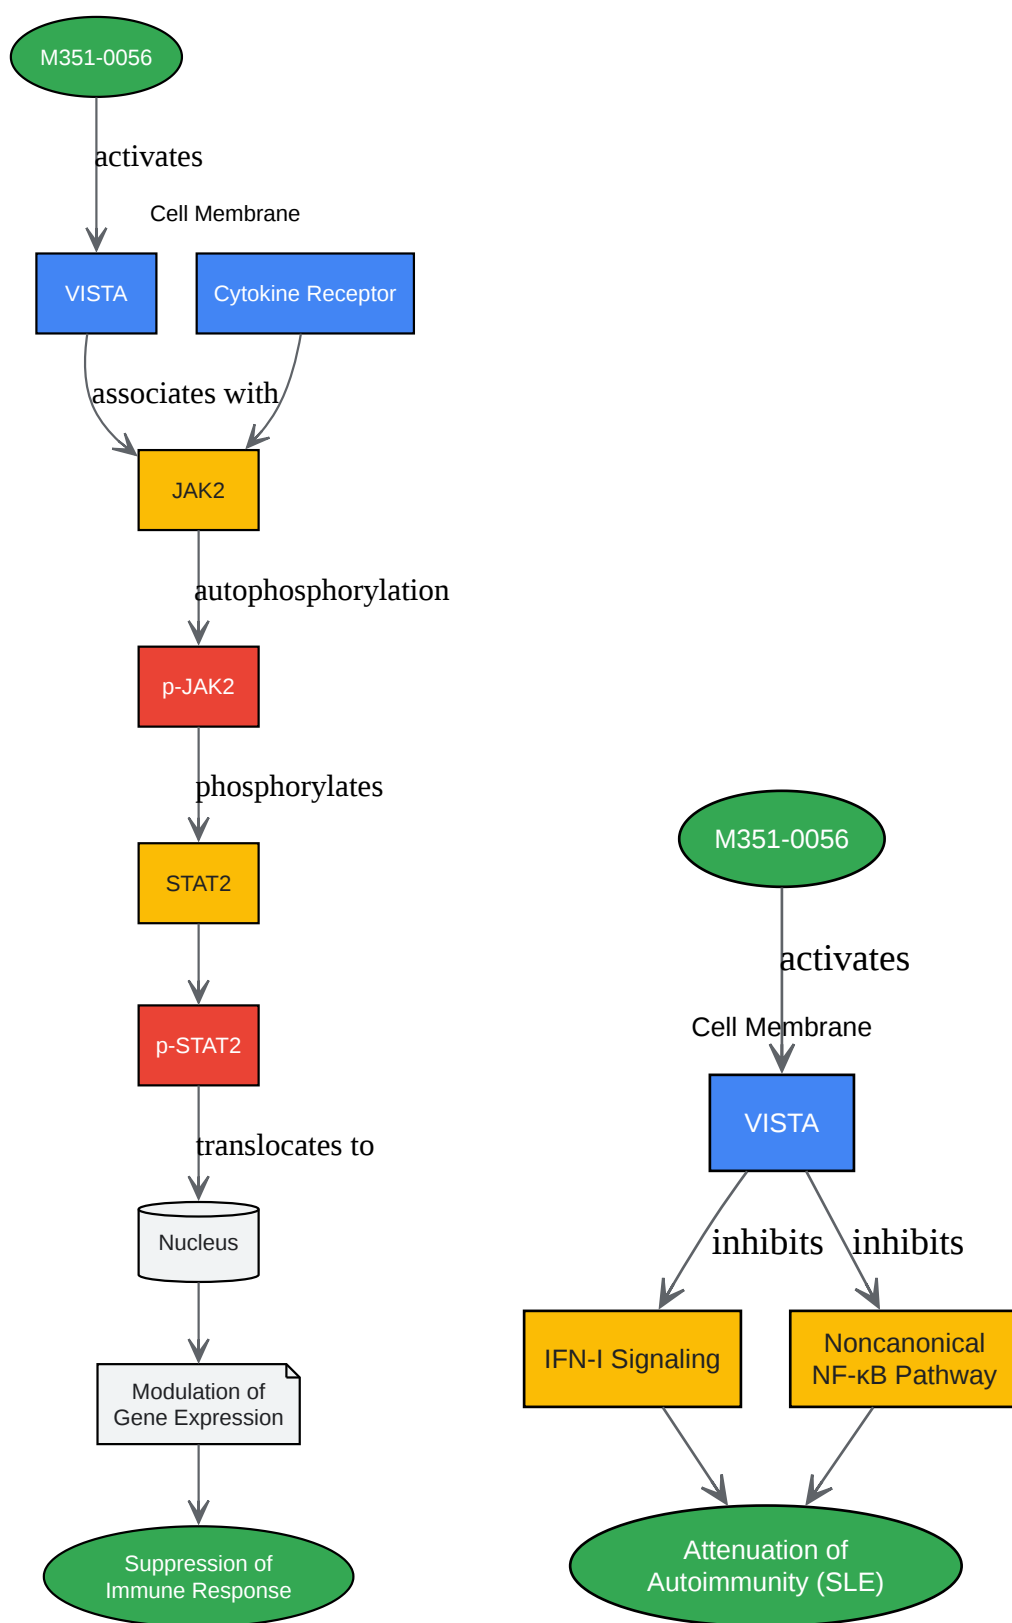 M351-0056
activates
Cell Membrane
VISTA
Cytokine Receptor
associates with
JAK2
autophosphorylation
p-JAK2
phosphorylates
STAT2
p-STAT2
translocates to
Nucleus
Modulation of
Gene Expression
Suppression of
Immune Response
M351-0056
activates
Cell Membrane
VISTA
inhibits
inhibits
IFN-I Signaling
Noncanonical
NF-κB Pathway
Attenuation of
Autoimmunity (SLE)